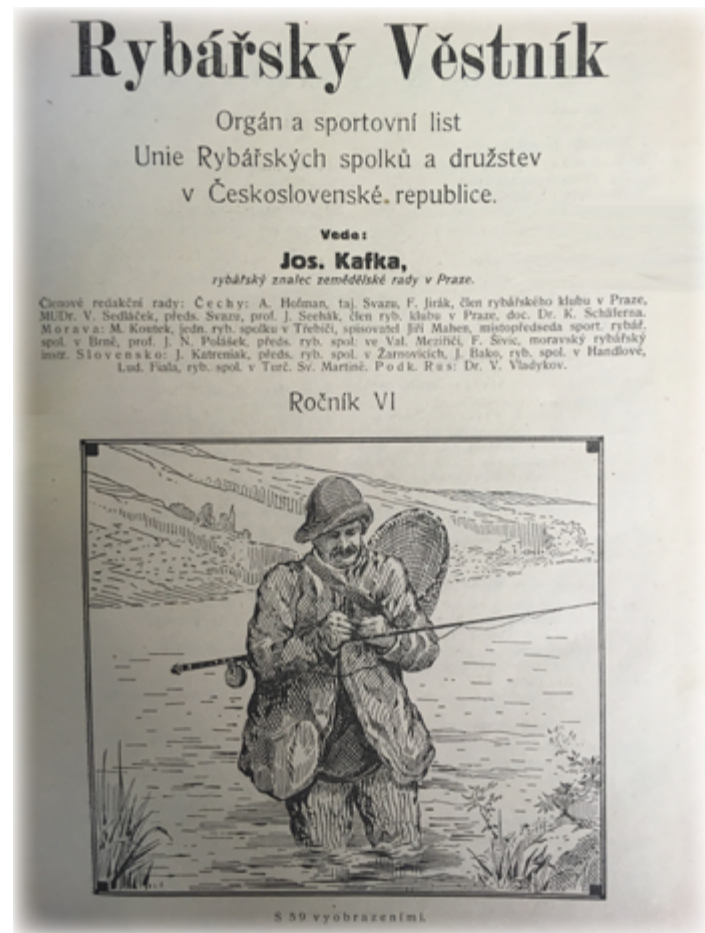 Rybářský Věstník
Orgán a sportovní list
Unie Rybářských spolků a družstev
v Československé republice.
Vede:
Jos. Kafka,
rybářský znalec zemědělské rady v Praze.
Členové redakční rady: Čechy: A. Hofman, taj. Svazu, F. Jirák, člen rybářského klubu v Praze,
MUDr. V. Sedláček, předs. Svazu, prof. J. Seehák, člen ryb. klubu v Praze, doc. Dr. K. Schäferna.
Morava: M. Koutek, jedn. ryb. spolku v Třebíči, spisovatel Jiří Mahen, místopředseda sport. rybář.
spol. v Brně, prof. J. N. Polášek, předs. ryb. spol. ve Val. Meziříčí, F. Šivic, moravský rybářský
instr. Slovensko: J. Katreniak, předs. ryb. spol. v Žarnovicích, J. Bako, ryb. spol. v Handlové,
Lud. Fiala, ryb. spol. v Turč. Sv. Martině. Podk. Rus: Dr. V. Vladykov.
Ročník VI
S 59 vyobrazeními.